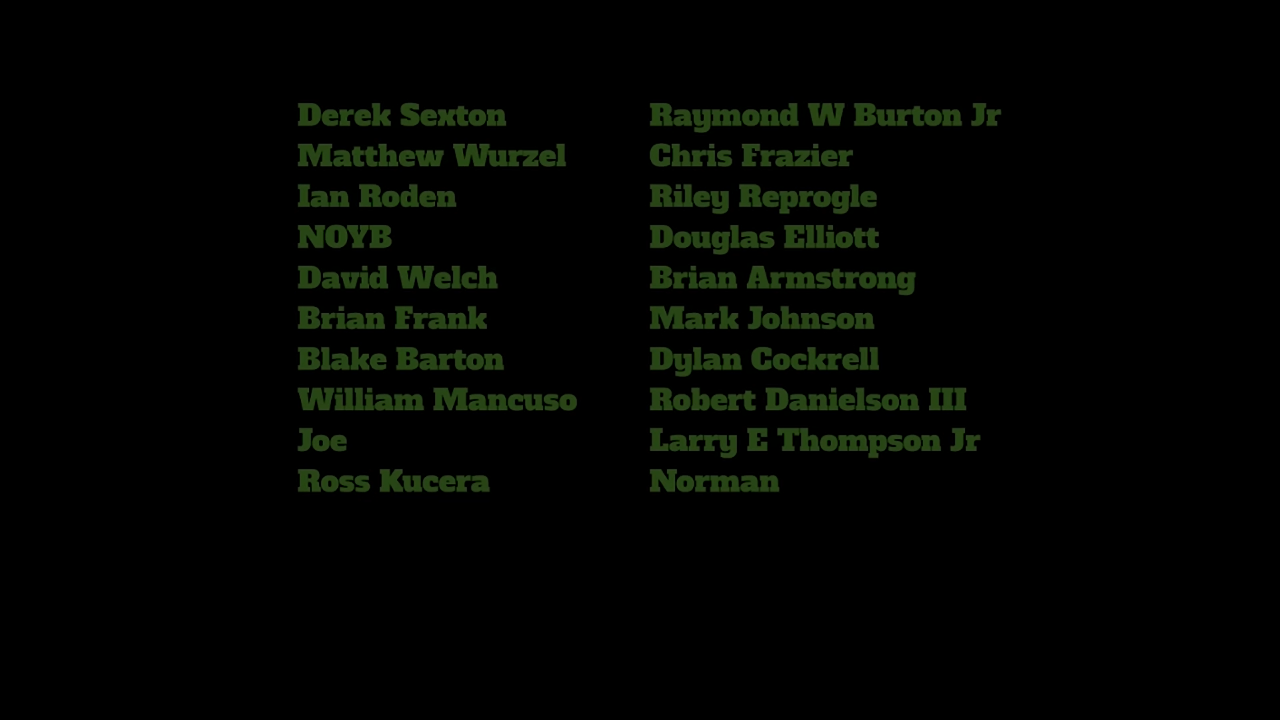 Derek Sexton
Matthew Wurzel
Ian Roden
NOYB
David Welch
Brian Frank
Blake Barton
William Mancuso
Joe
Ross Kucera
Raymond W Burton Jr
Chris Frazier
Riley Reprogle
Douglas Elliott
Brian Armstrong
Mark Johnson
Dylan Cockrell
Robert Danielson III
Larry E Thompson Jr
Norman